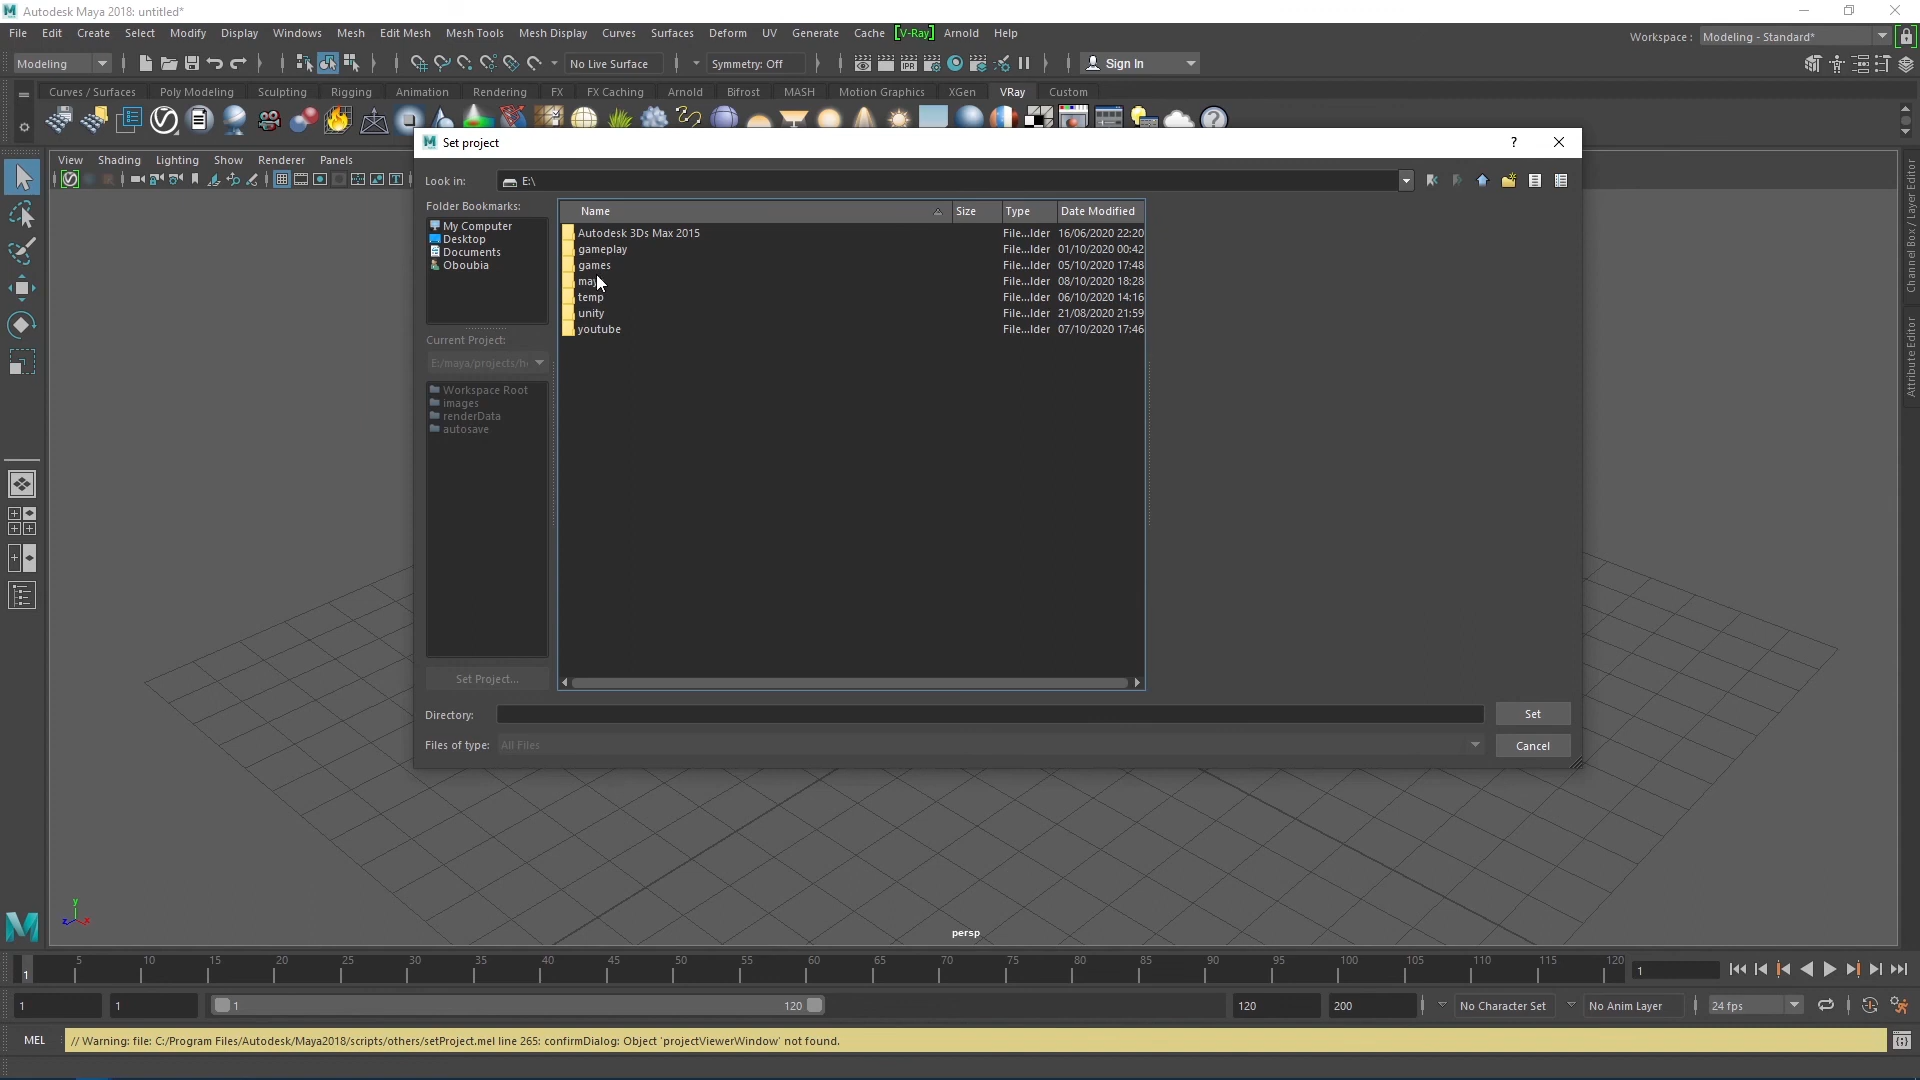 Autodesk Maya 2018: untitled*
File Edit Create Select Modify Display Windows Mesh Edit Mesh Mesh Tools Mesh Display Curves Surfaces Deform UV Generate Cache [V-Ray] Arnold Help
Workspace : Modeling - Standard*
Modeling No Live Surface Symmetry: Off Sign In
Curves / Surfaces Poly Modeling Sculpting Rigging Animation Rendering FX FX Caching Arnold Bifrost MASH Motion Graphics XGen VRay Custom
View Shading Lighting Show Renderer Panels
Set project
Look in: E:\
Folder Bookmarks:
My Computer
Desktop
Documents
Oboubia
Current Project:
E:/maya/projects/h
Workspace Root
images
renderData
autosave
Set Project...
Name Size Type Date Modified
Autodesk 3Ds Max 2015 File...lder 16/06/2020 22:20
gameplay File...lder 01/10/2020 00:42
games File...lder 05/10/2020 17:48
may File...lder 08/10/2020 18:28
temp File...lder 06/10/2020 14:16
unity File...lder 21/08/2020 21:59
youtube File...lder 07/10/2020 17:46
Directory: Set
Files of type: All Files Cancel
Channel Box / Layer Editor
Attribute Editor
y
z x
persp
1 5 10 15 20 25 30 35 40 45 50 55 60 65 70 75 80 85 90 95 100 105 110 115 120 1
1 1 1 120 120 200 No Character Set No Anim Layer 24 fps
MEL // Warning: file: C:/Program Files/Autodesk/Maya2018/scripts/others/setProject.mel line 265: confirmDialog: Object 'projectViewerWindow' not found.